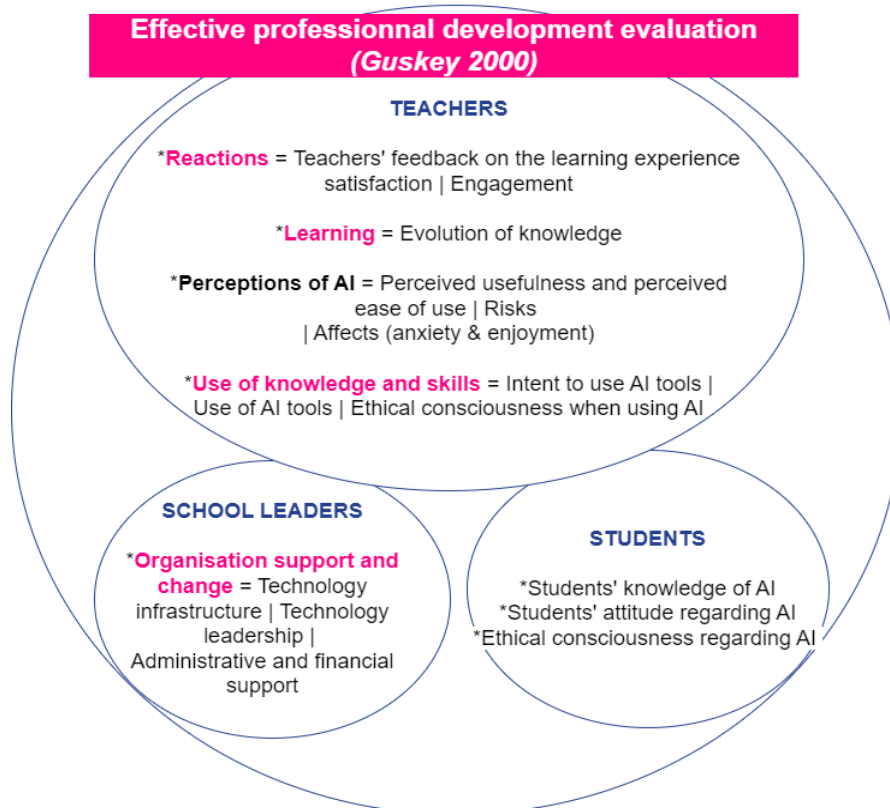 Effective professionnal development evaluation
(Guskey 2000)
TEACHERS
*Reactions = Teachers' feedback on the learning experience
satisfaction | Engagement
*Learning = Evolution of knowledge
*Perceptions of AI = Perceived usefulness and perceived
ease of use | Risks
| Affects (anxiety & enjoyment)
*Use of knowledge and skills = Intent to use AI tools |
Use of AI tools | Ethical consciousness when using AI
SCHOOL LEADERS
*Organisation support and
change = Technology
infrastructure | Technology
leadership |
Administrative and financial
support
STUDENTS
*Students' knowledge of AI
*Students' attitude regarding AI
*Ethical consciousness regarding AI